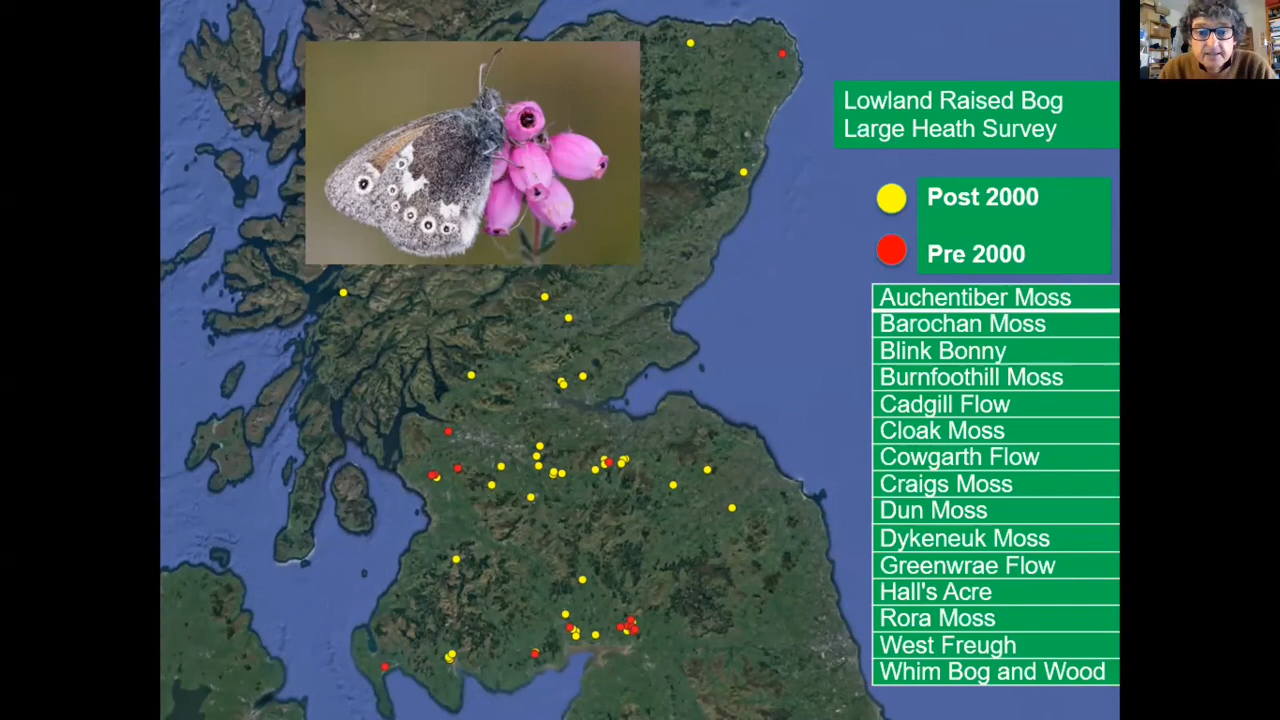 Lowland Raised Bog
Large Heath Survey
Post 2000
Pre 2000
Auchentiber Moss
Barochan Moss
Blink Bonny
Burnfoothill Moss
Cadgill Flow
Cloak Moss
Cowgarth Flow
Craigs Moss
Dun Moss
Dykeneuk Moss
Greenwrae Flow
Hall's Acre
Rora Moss
West Freugh
Whim Bog and Wood